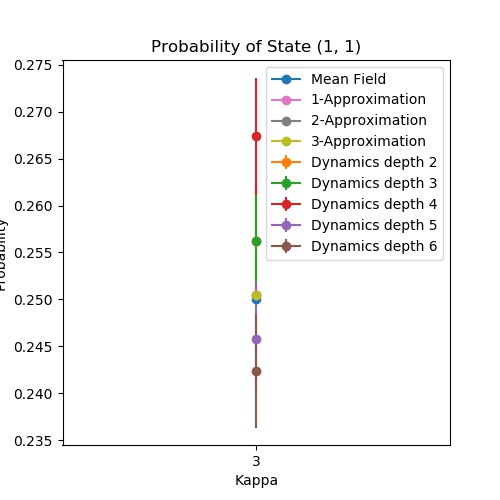 Probability of State (1, 1)
0.275
0.270
0.265
0.260
0.255
0.250
0.245
0.240
0.235
Probability
Mean Field
1-Approximation
2-Approximation
3-Approximation
Dynamics depth 2
Dynamics depth 3
Dynamics depth 4
Dynamics depth 5
Dynamics depth 6
3
Kappa